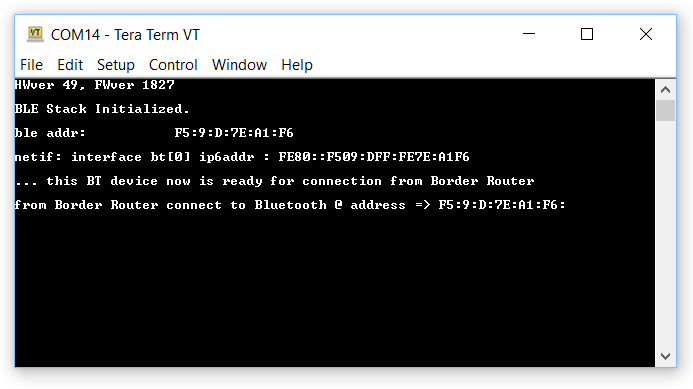 VT
COM14 - Tera Term VT
File Edit Setup Control Window Help
HWver 49, FWver 1827
BLE Stack Initialized.
ble addr: F5:9:D:7E:A1:F6
netif: interface bt[0] ip6addr : FE80::F509:DFF:FE7E:A1F6
... this BT device now is ready for connection from Border Router
from Border Router connect to Bluetooth @ address => F5:9:D:7E:A1:F6: